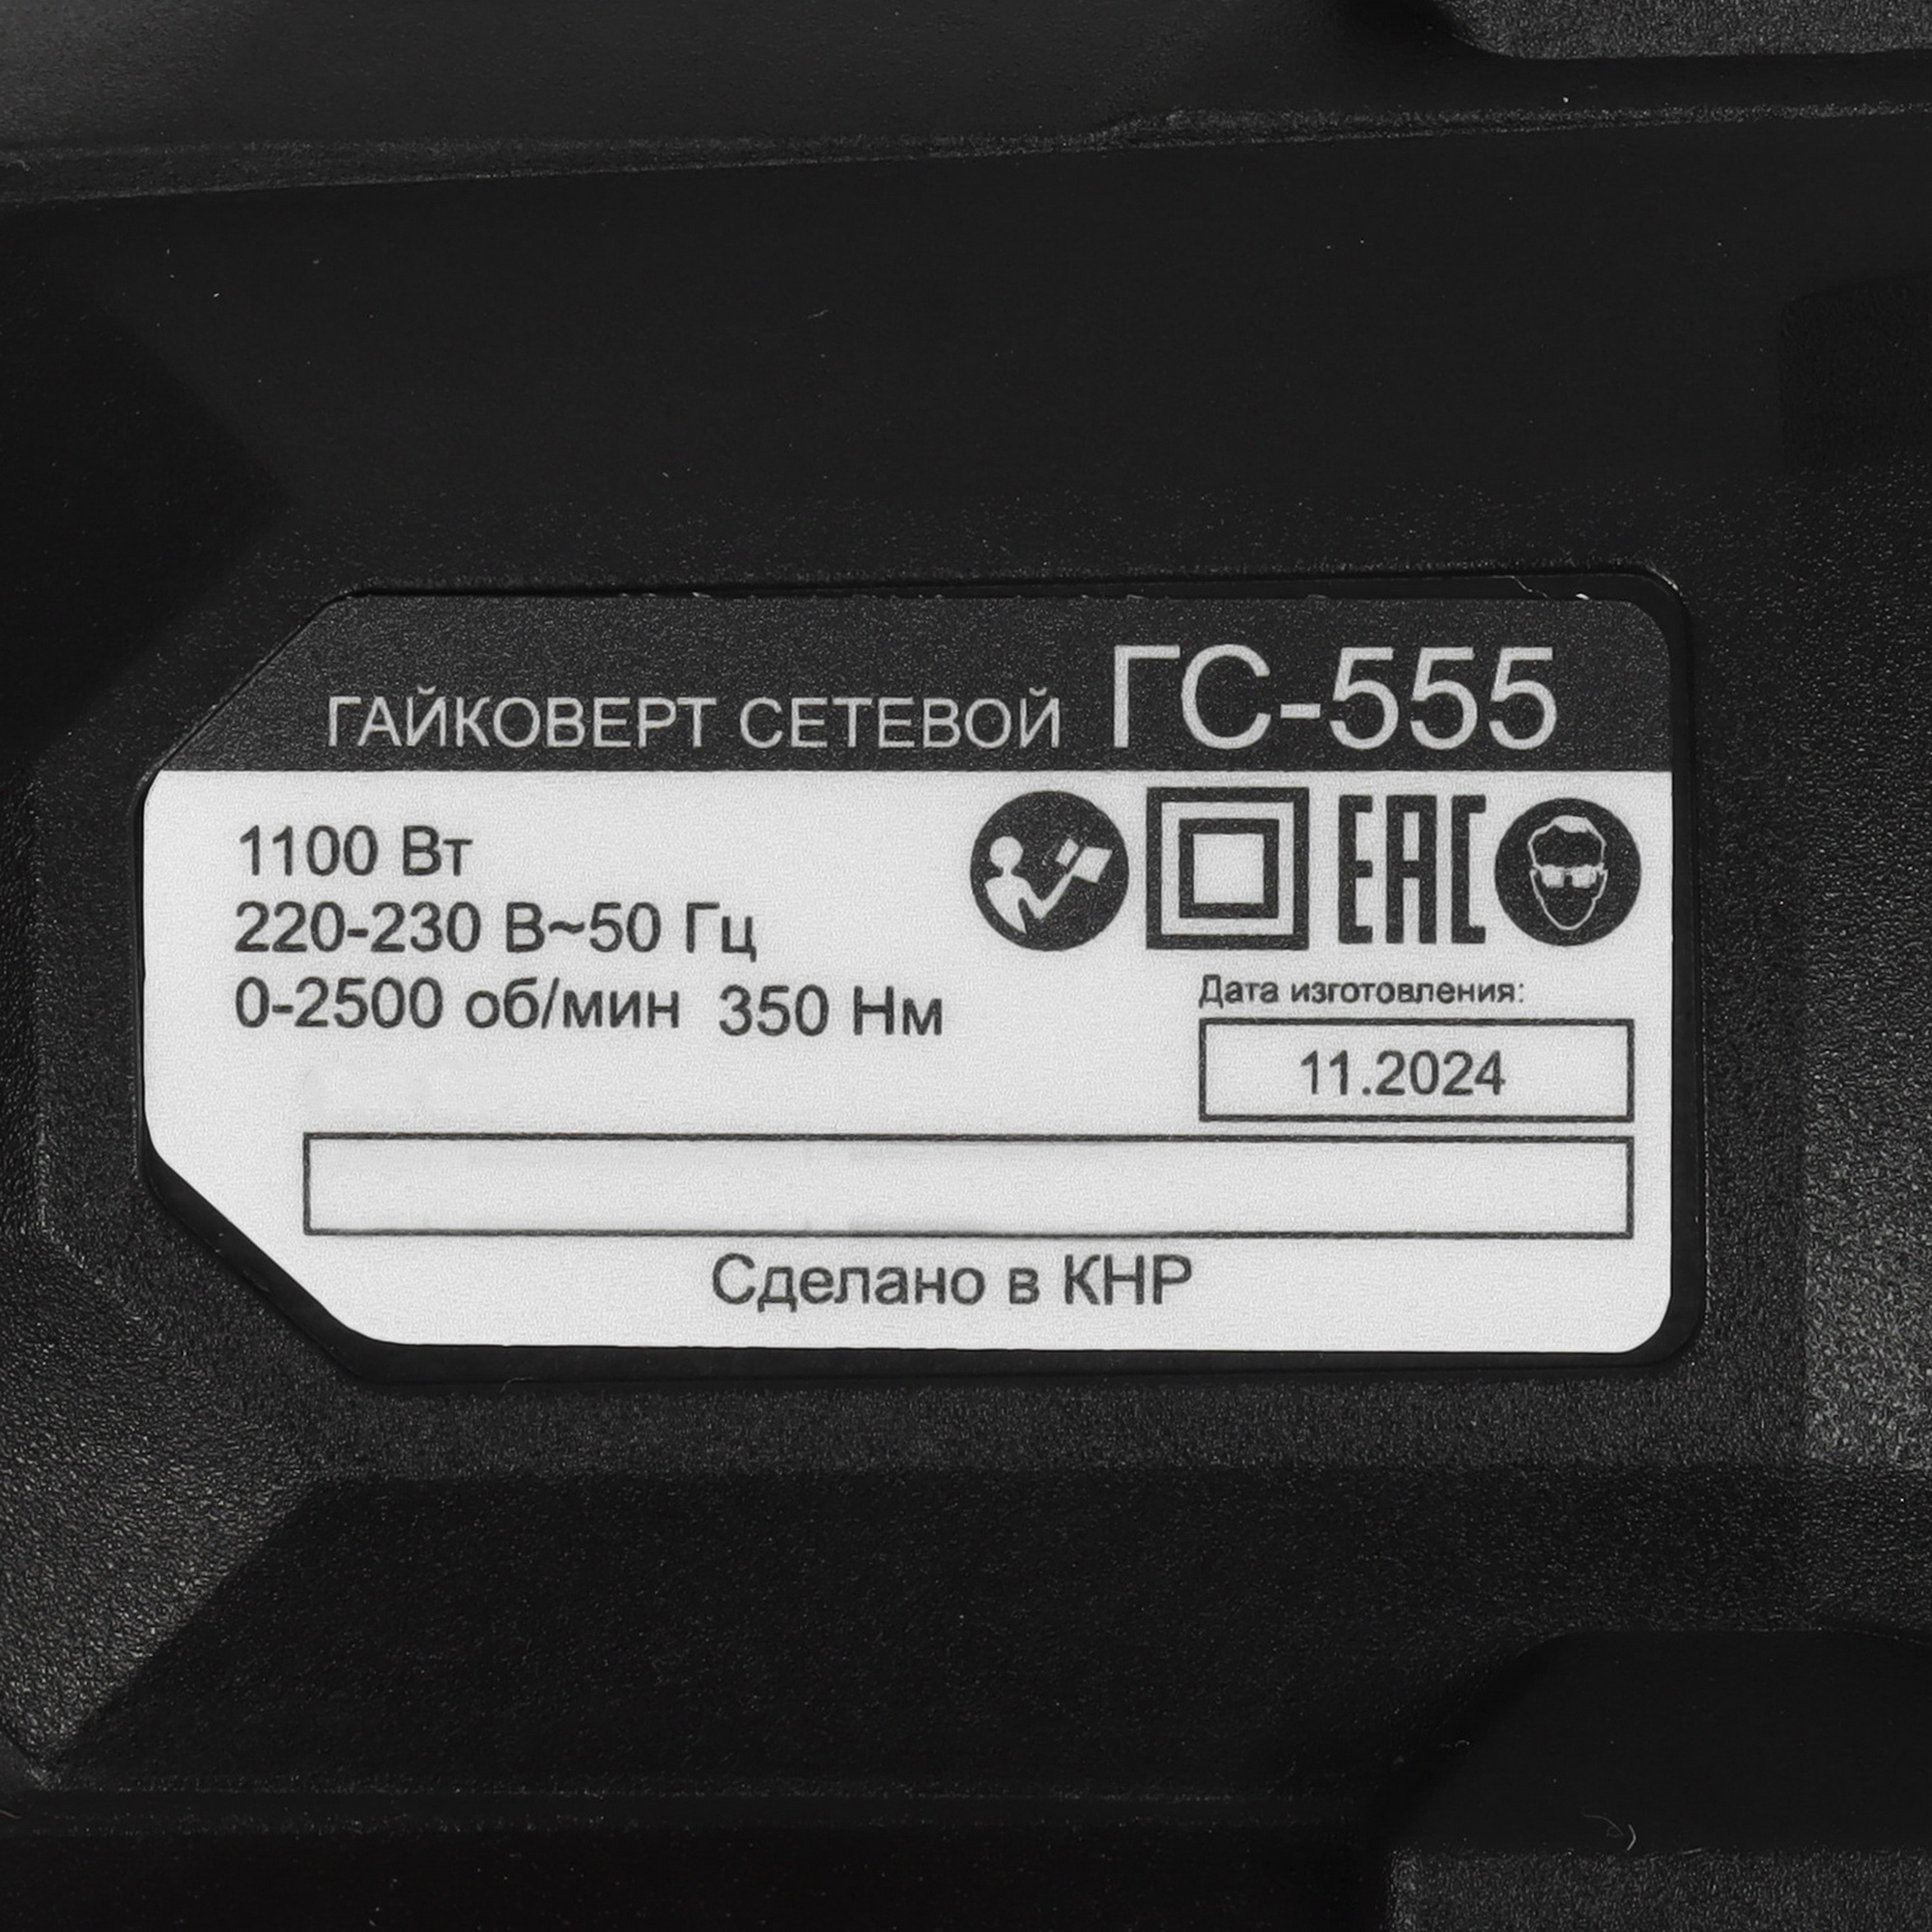 ГАЙКОВЕРТ СЕТЕВОЙ ГС-555
1100 Вт
220-230 В~50 Гц
0-2500 об/мин 350 Нм
EAC
Дата изготовления:
11.2024
Сделано в КНР